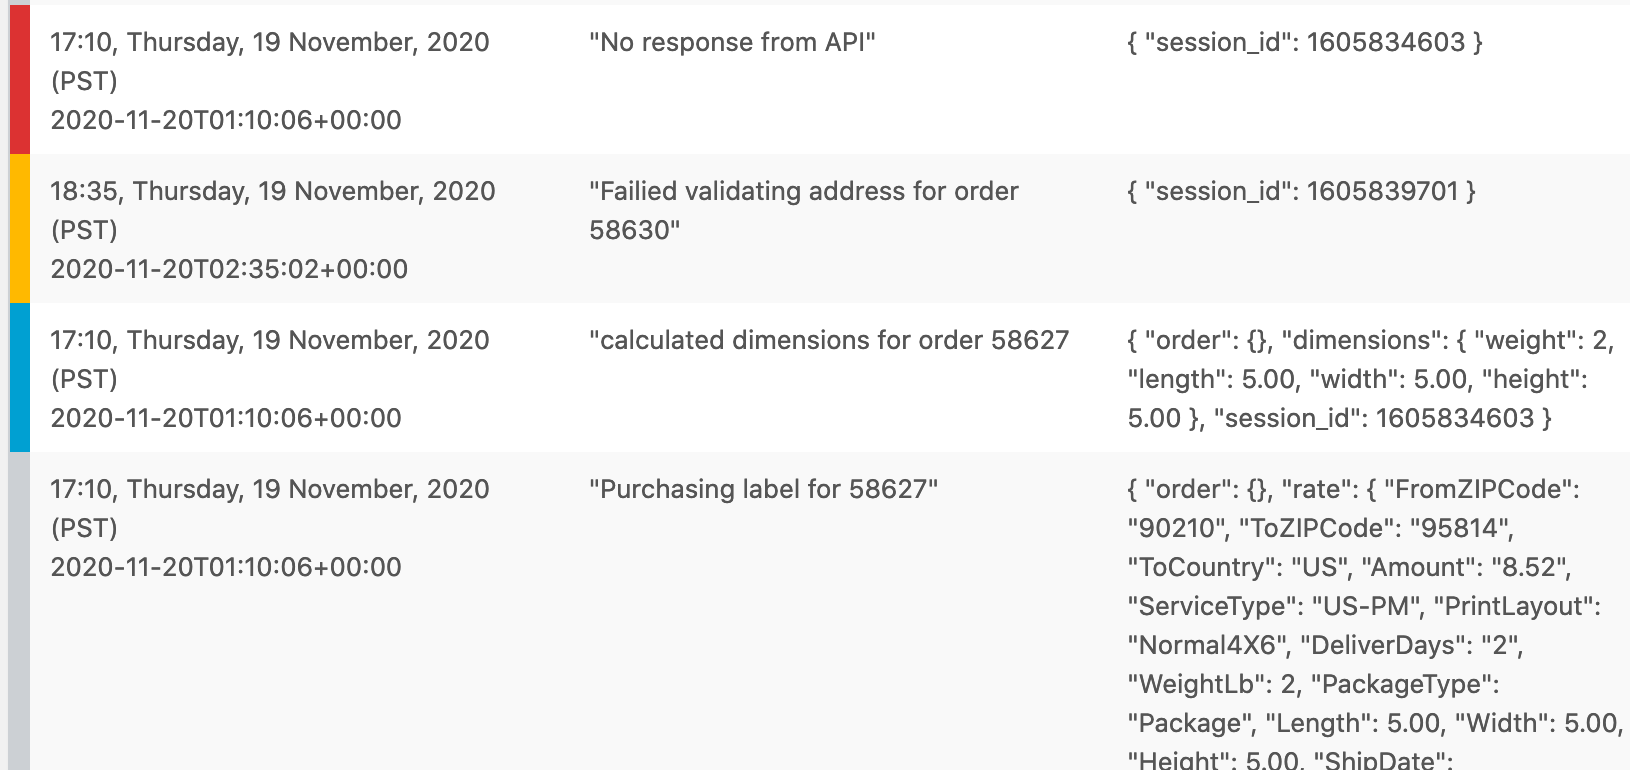 17:10, Thursday, 19 November, 2020
(PST)
2020-11-20T01:10:06+00:00
"No response from API"
{ "session_id": 1605834603 }
18:35, Thursday, 19 November, 2020
(PST)
2020-11-20T02:35:02+00:00
"Failied validating address for order
58630"
{ "session_id": 1605839701 }
17:10, Thursday, 19 November, 2020
(PST)
2020-11-20T01:10:06+00:00
"calculated dimensions for order 58627
{ "order": {}, "dimensions": { "weight": 2,
"length": 5.00, "width": 5.00, "height":
5.00 }, "session_id": 1605834603 }
17:10, Thursday, 19 November, 2020
(PST)
2020-11-20T01:10:06+00:00
"Purchasing label for 58627"
{ "order": {}, "rate": { "FromZIPCode":
"90210", "ToZIPCode": "95814",
"ToCountry": "US", "Amount": "8.52",
"ServiceType": "US-PM", "PrintLayout":
"Normal4X6", "DeliverDays": "2",
"WeightLb": 2, "PackageType":
"Package", "Length": 5.00, "Width": 5.00,
"Height": 5.00, "ShipDate":